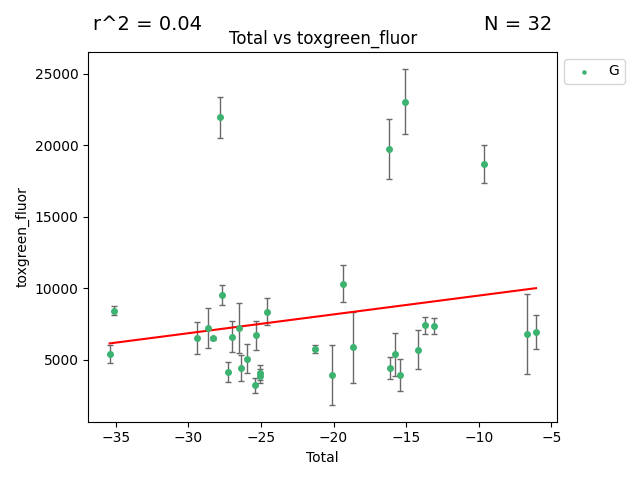 r^2 = 0.04
N = 32
Total vs toxgreen_fluor
G
25000
20000
15000
10000
5000
toxgreen_fluor
−35
−30
−25
−20
−15
−10
−5
Total